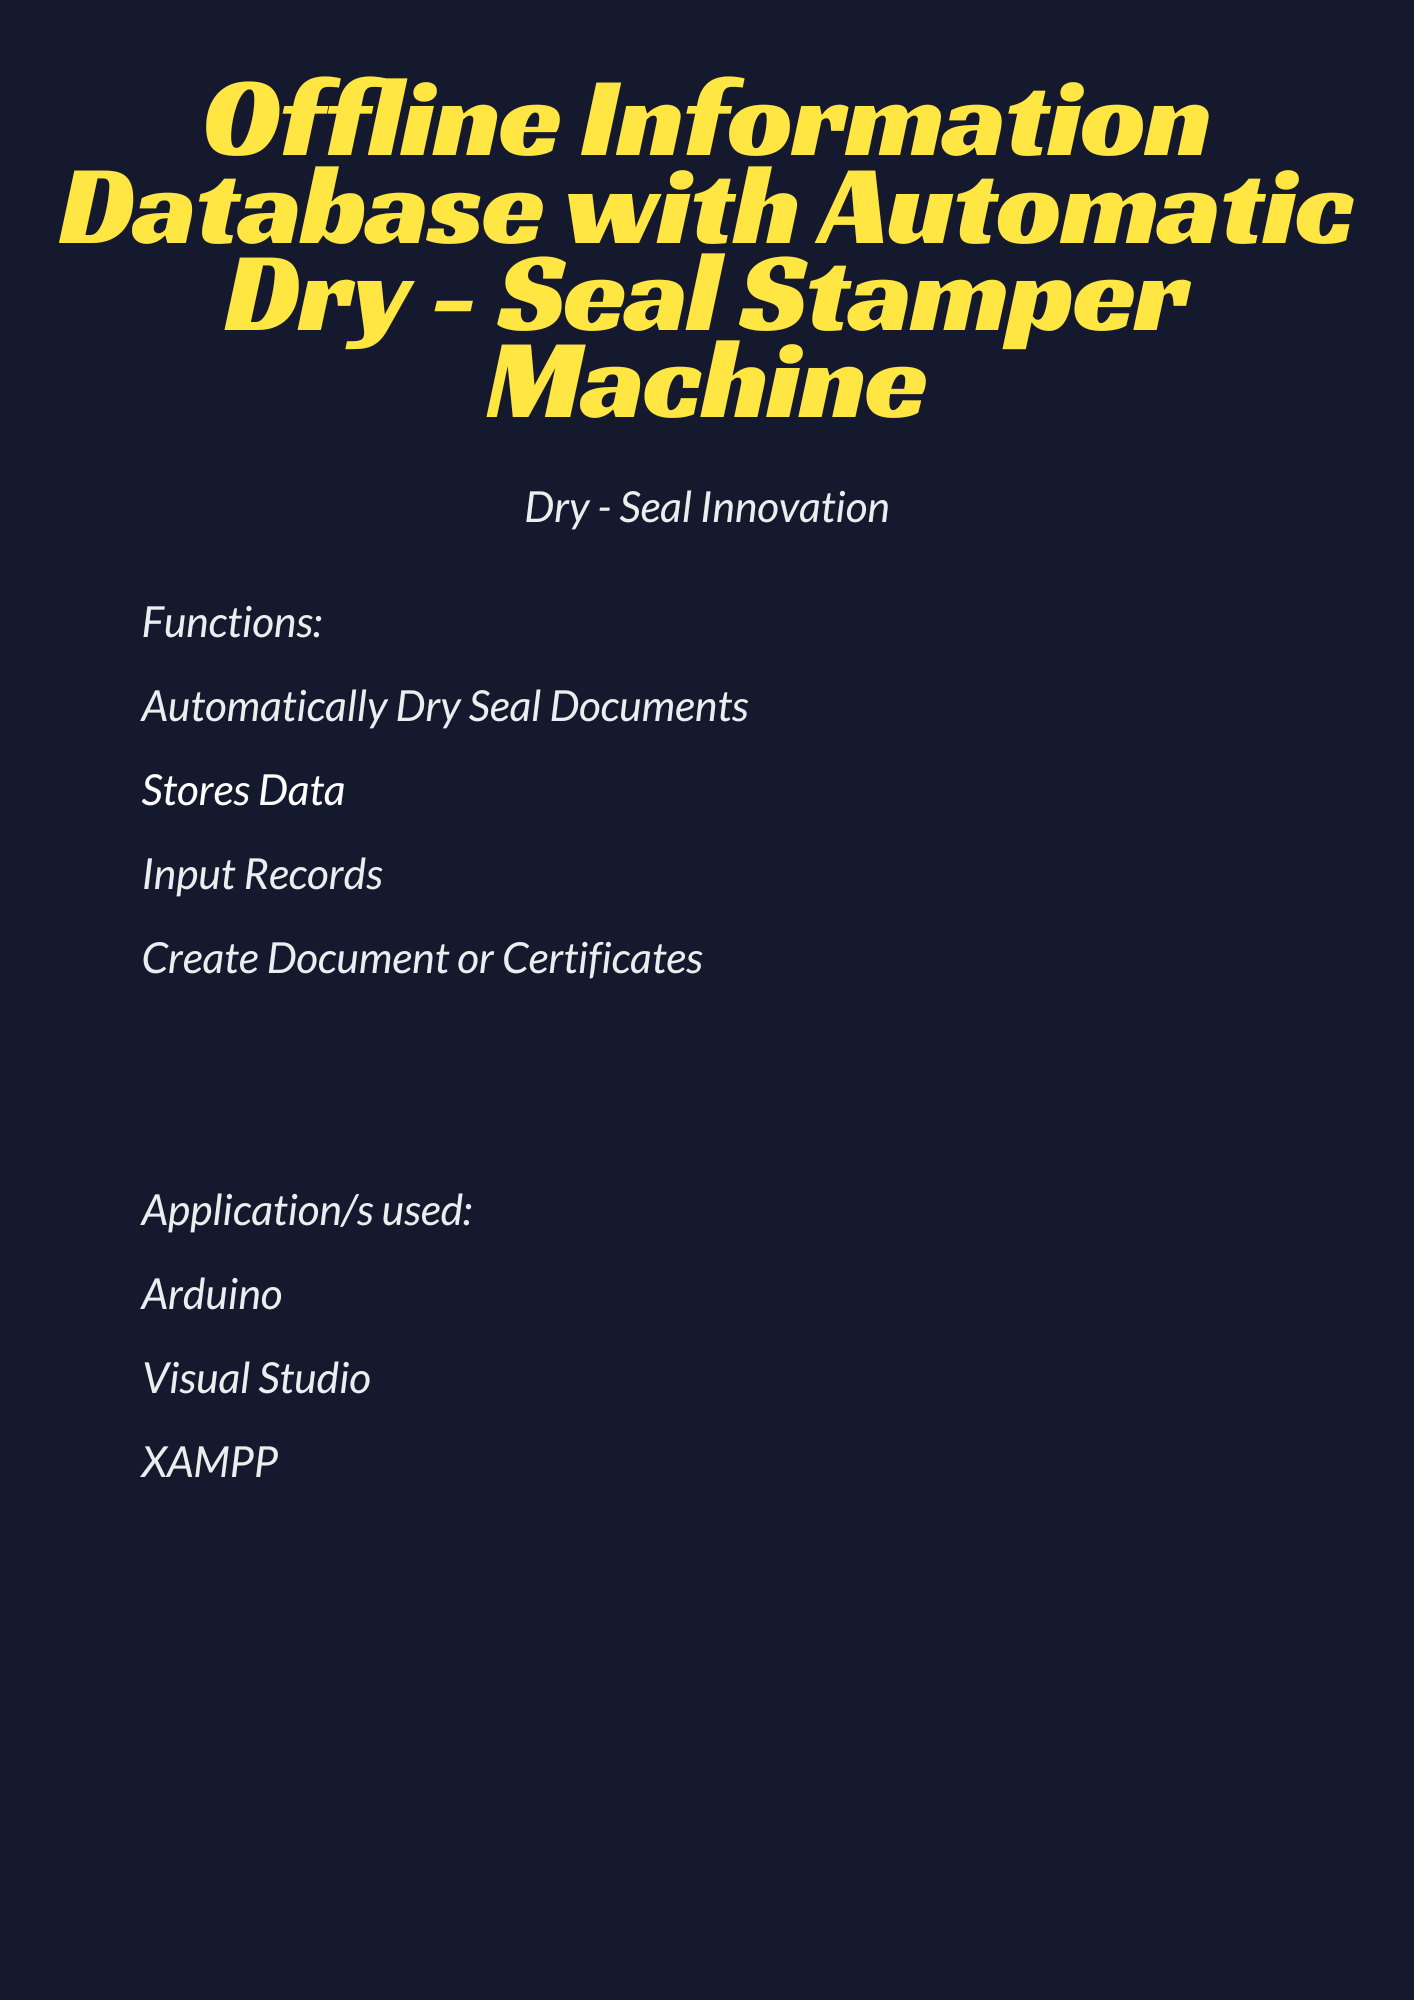 Offline Information
Database with Automatic
Dry - Seal Stamper
Machine
Dry - Seal Innovation
Functions:
Automatically Dry Seal Documents
Stores Data
Input Records
Create Document or Certificates
Application/s used:
Arduino
Visual Studio
XAMPP